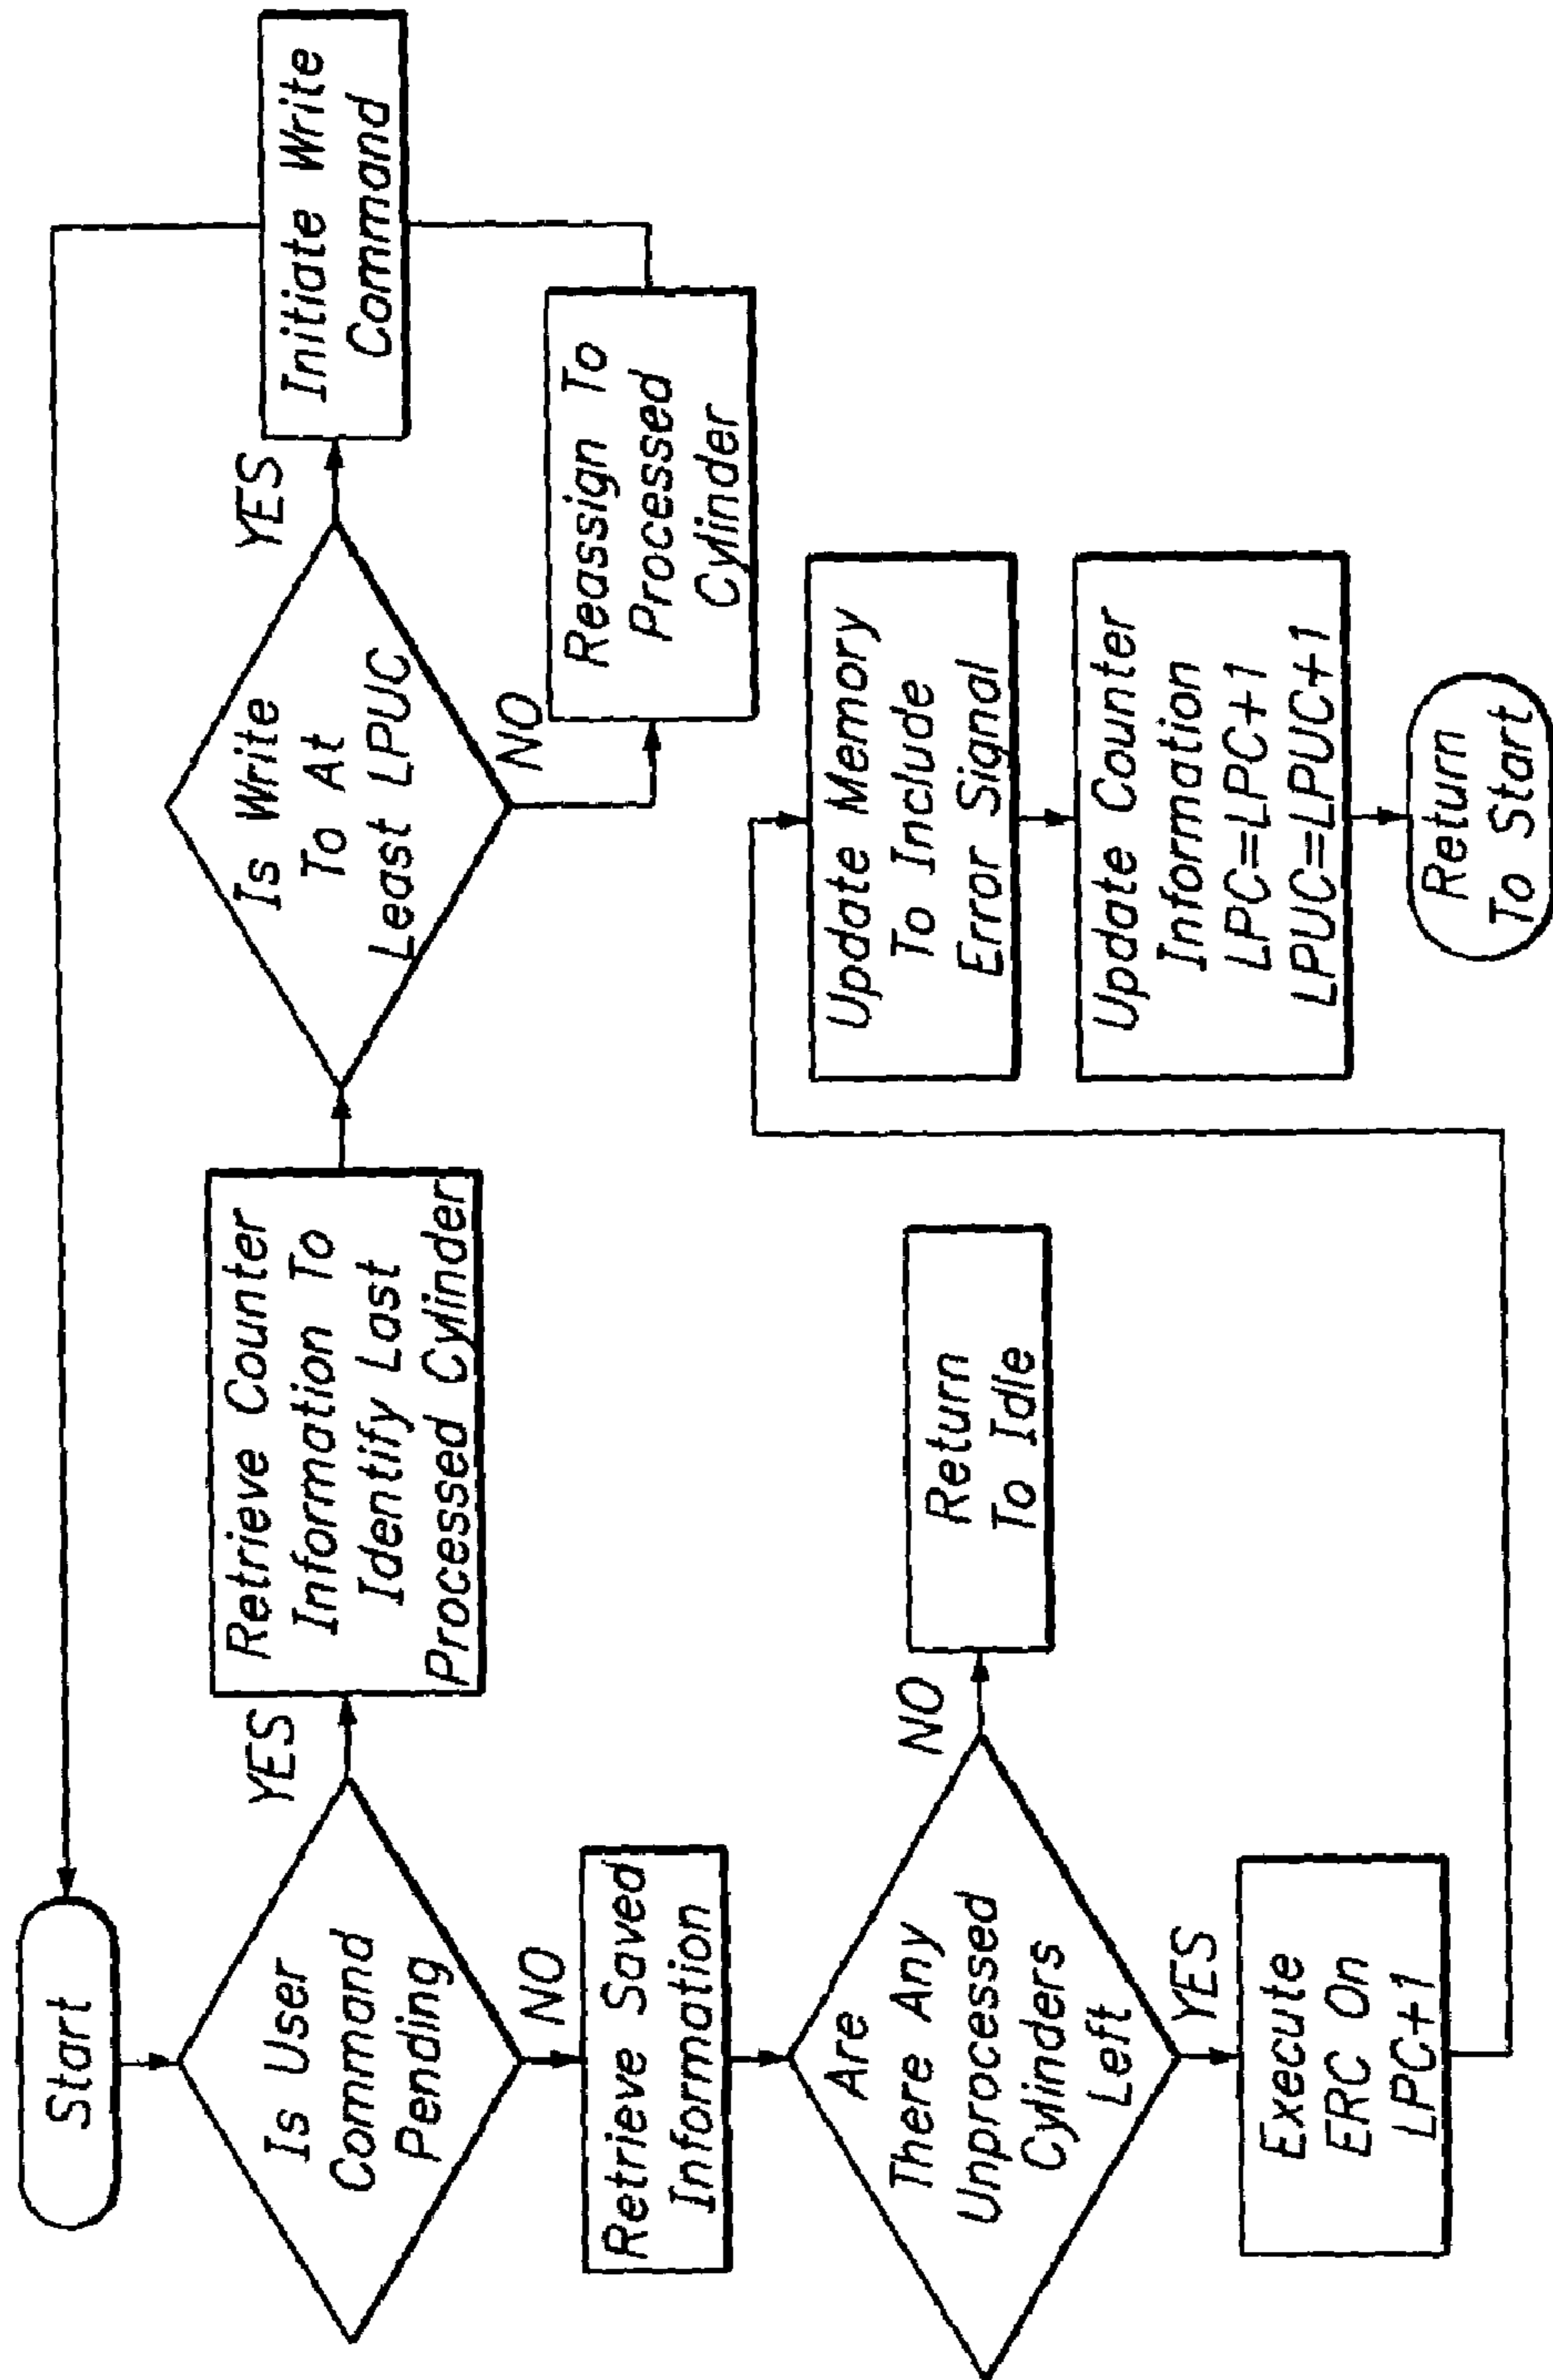 Start
Is User
Command
Pending
YES
Retrieve Counter
Information To
Identify Last
Processed Cylinder
Is Write
To At
Least LPUC
YES
Initiate Write
Command
NO
Reassign To
Processed
Cylinder
NO
Retrieve Saved
Information
Are
There Any
Unprocessed
Cylinders
Left
NO
Return
To Idle
YES
Execute
ERC On
LPC+1
Update Memory
To Include
Error Signal
Update Counter
Information
LPC=LPC+1
LPUC=LPUC+1
Return
To Start